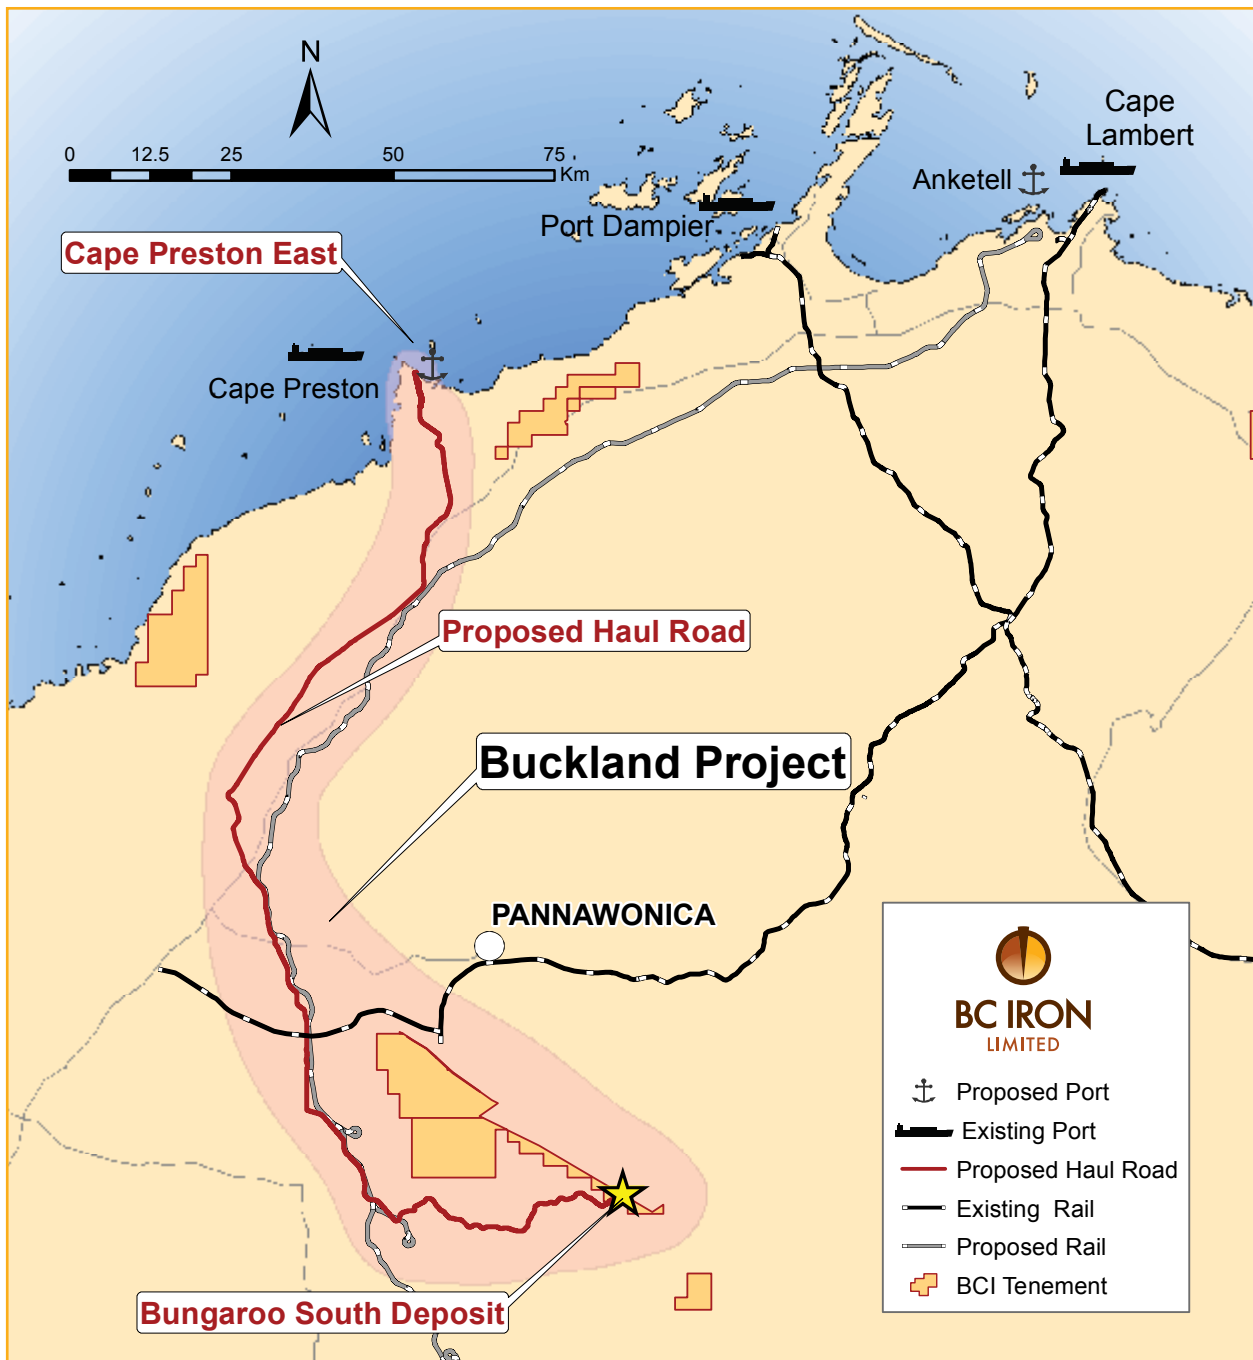 N
0 12.5 25 50 75
Km
Cape
Lambert
Anketell
Port Dampier
Cape Preston East
Cape Preston
Proposed Haul Road
Buckland Project
PANNAWONICA
Bungaroo South Deposit
BC IRON
LIMITED
Proposed Port
Existing Port
Proposed Haul Road
Existing Rail
Proposed Rail
BCI Tenement